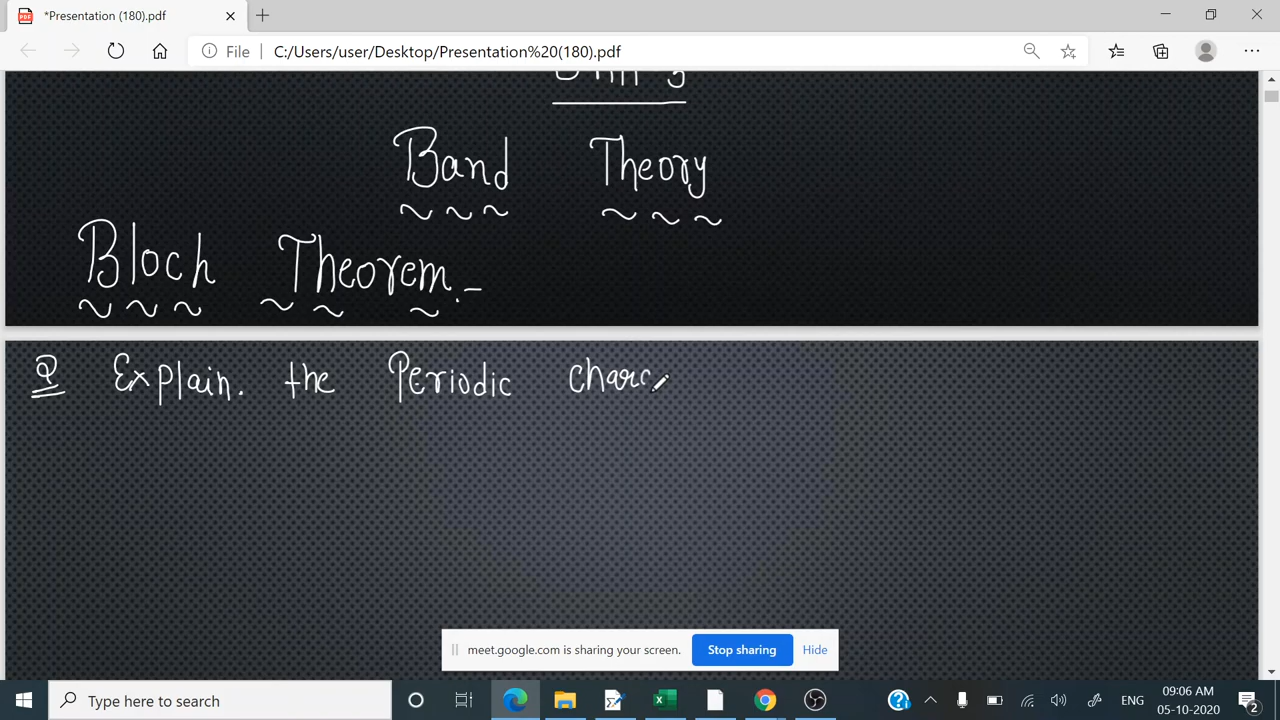 *Presentation (180).pdf
File
C:/Users/user/Desktop/Presentation%20(180).pdf
Band Theory
Bloch Theorem :-
Q Explain. the Periodic charc
meet.google.com is sharing your screen.
Stop sharing
Hide
Type here to search
ENG
09:06 AM
05-10-2020
2